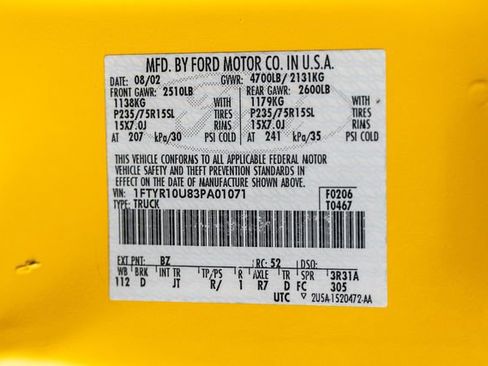 MFD. BY FORD MOTOR CO. IN U.S.A.
DATE: 08/02 GVWR: 4700LB/ 2131KG
FRONT GAWR: 2510LB REAR GAWR: 2600LB
1138KG WITH 1179KG WITH
P235/75R15SL TIRES P235/75R15SL TIRES
15X7.0J RIMS 15X7.0J RIMS
AT 207 kPa/30 PSI COLD AT 241 kPa/35 PSI COLD
THIS VEHICLE CONFORMS TO ALL APPLICABLE FEDERAL MOTOR
VEHICLE SAFETY AND THEFT PREVENTION STANDARDS IN
EFFECT ON THE DATE OF MANUFACTURE SHOWN ABOVE.
VIN: 1FTYR10U83PA01071 F0206
TYPE: TRUCK T0467
EXT PNT: BZ RC: 52 DSO:
WB BRK INT TR TP/PS R AXLE TR SPR 3R31A
112 D JT R/ 1 R7 D FC 305
UTC ▽ 2U5A-1520472-AA